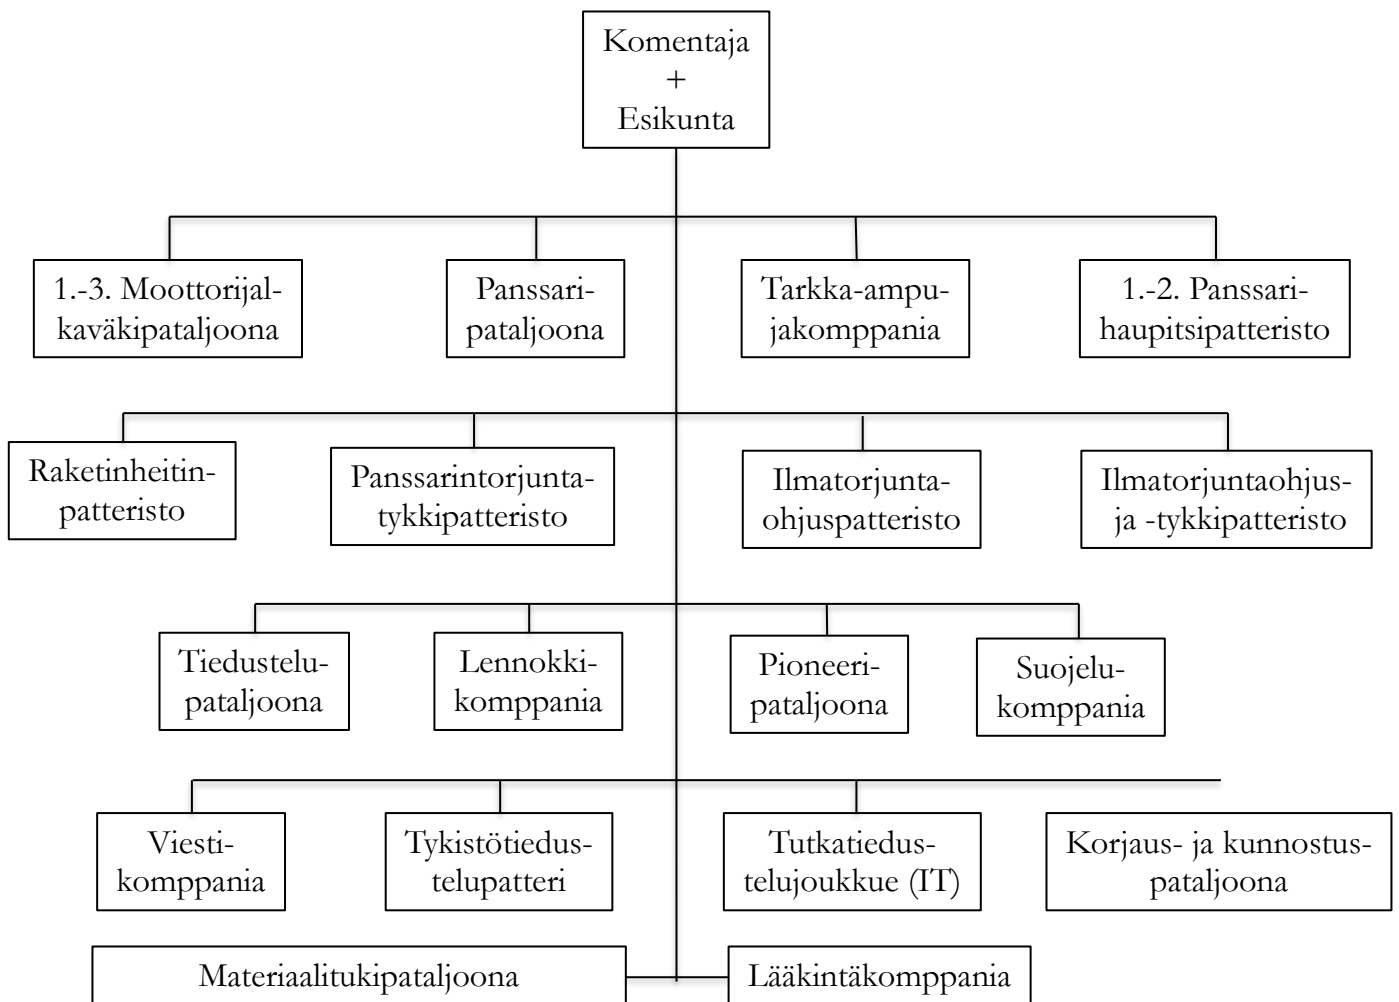 Komentaja
+
Esikunta
1.-3. Moottorijal-
kaväkipataljoona
Panssari-
pataljoona
Tarkka-ampu-
jakomppania
1.-2. Panssari-
haupitsipatteristo
Raketinheitin-
patteristo
Panssarintorjunta-
tykkipatteristo
Ilmatorjunta-
ohjuspatteristo
Ilmatorjuntaohjus-
ja -tykkipatteristo
Tiedustelu-
pataljoona
Lennokki-
komppania
Pioneeri-
pataljoona
Suojelu-
komppania
Viesti-
komppania
Tykistötiedus-
telupatteri
Tutkatiedus-
telujoukkue (IT)
Korjaus- ja kunnostus-
pataljoona
Materiaalitukipataljoona
Lääkintäkomppania